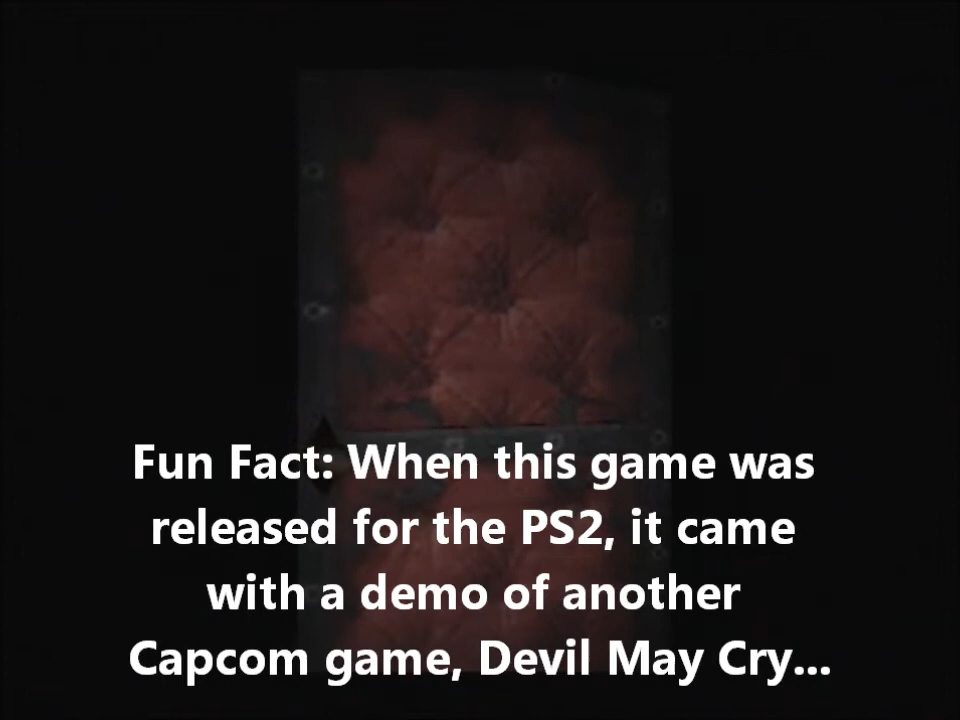 Fun Fact: When this game was
released for the PS2, it came
with a demo of another
Capcom game, Devil May Cry...